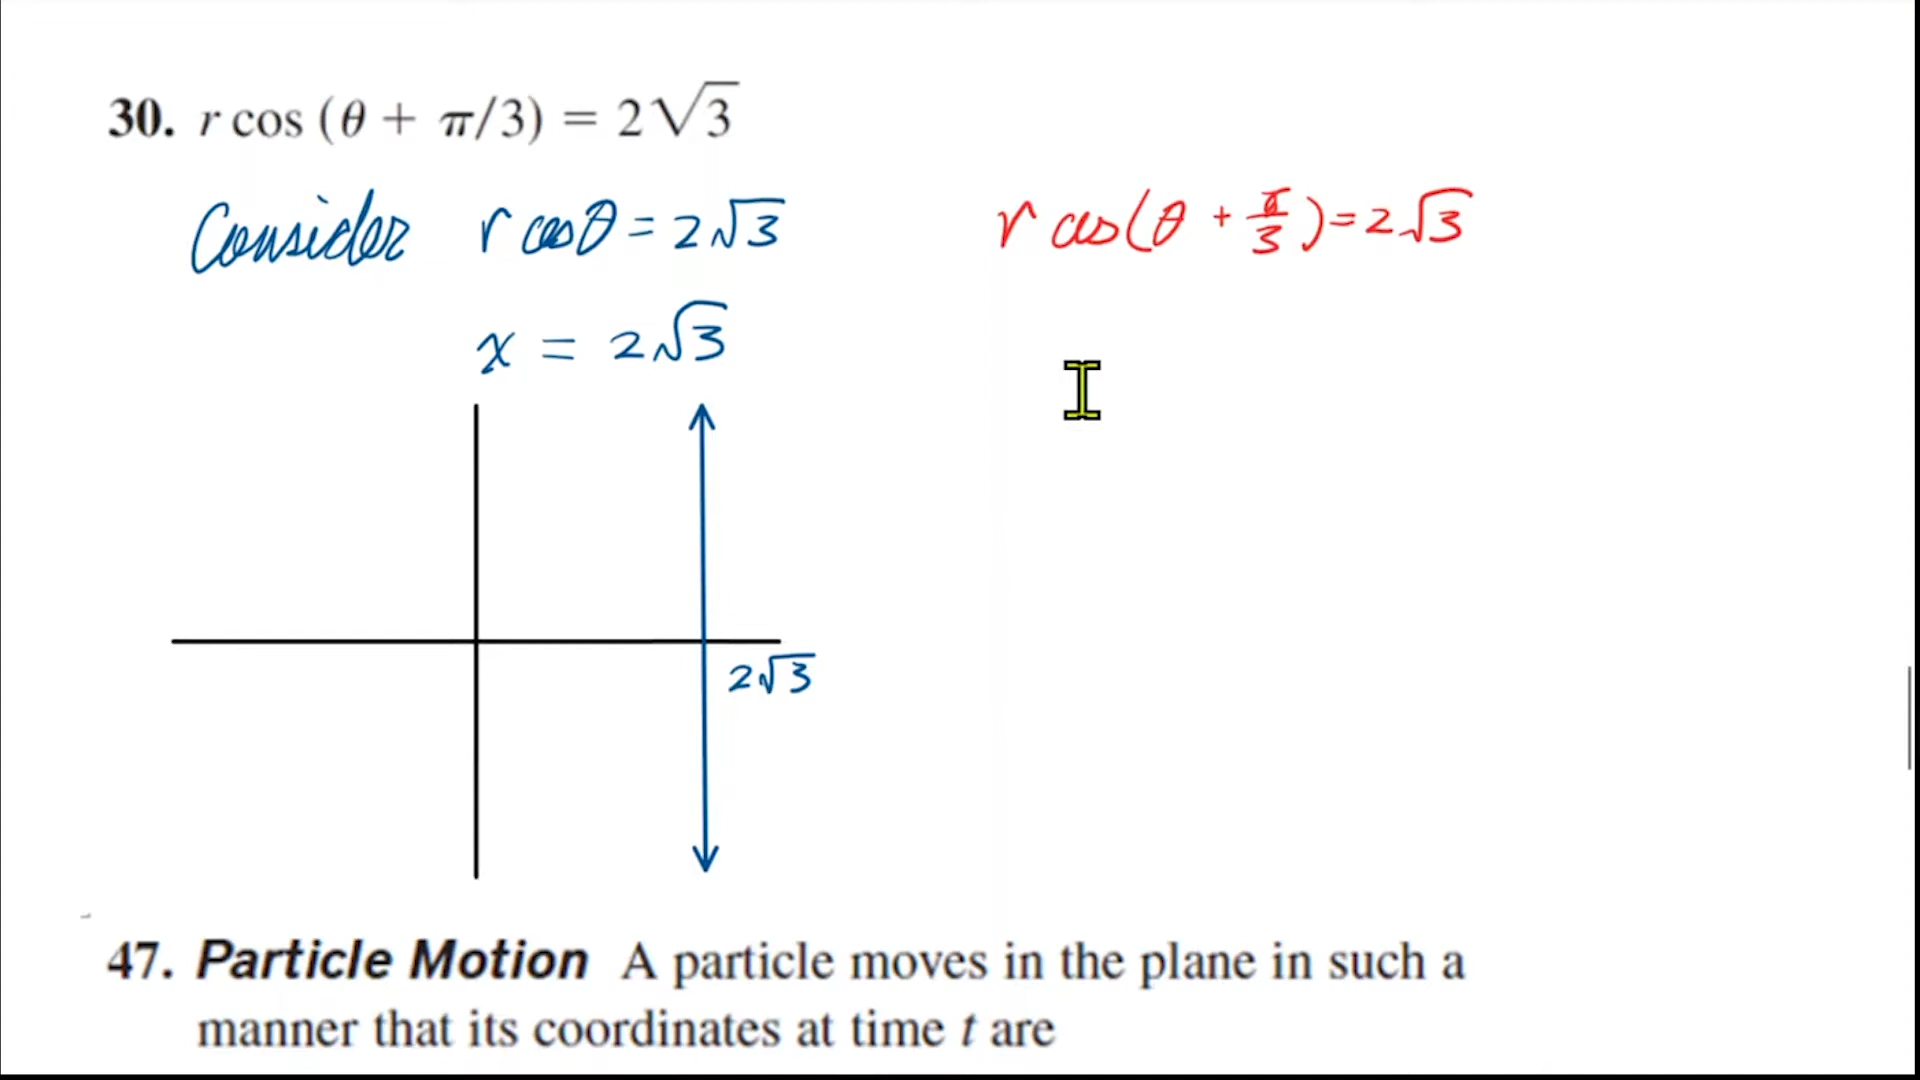 30. r cos (θ + π/3) = 2√3
Consider r cosθ = 2√3
r cos(θ + π/3) = 2√3
x = 2√3
2√3
47. Particle Motion A particle moves in the plane in such a
manner that its coordinates at time t are